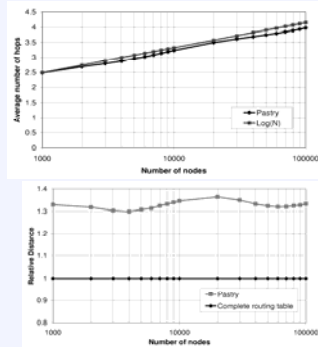 Average number of hops
4.5
4
3.5
3
2.5
2
1.5
1
0.5
0
Pastry
Log(N)
1000
10000
100000
Number of nodes
Relative Distance
1.4
1.3
1.2
1.1
1
0.9
0.8
Pastry
Complete routing table
1000
10000
100000
Number of nodes